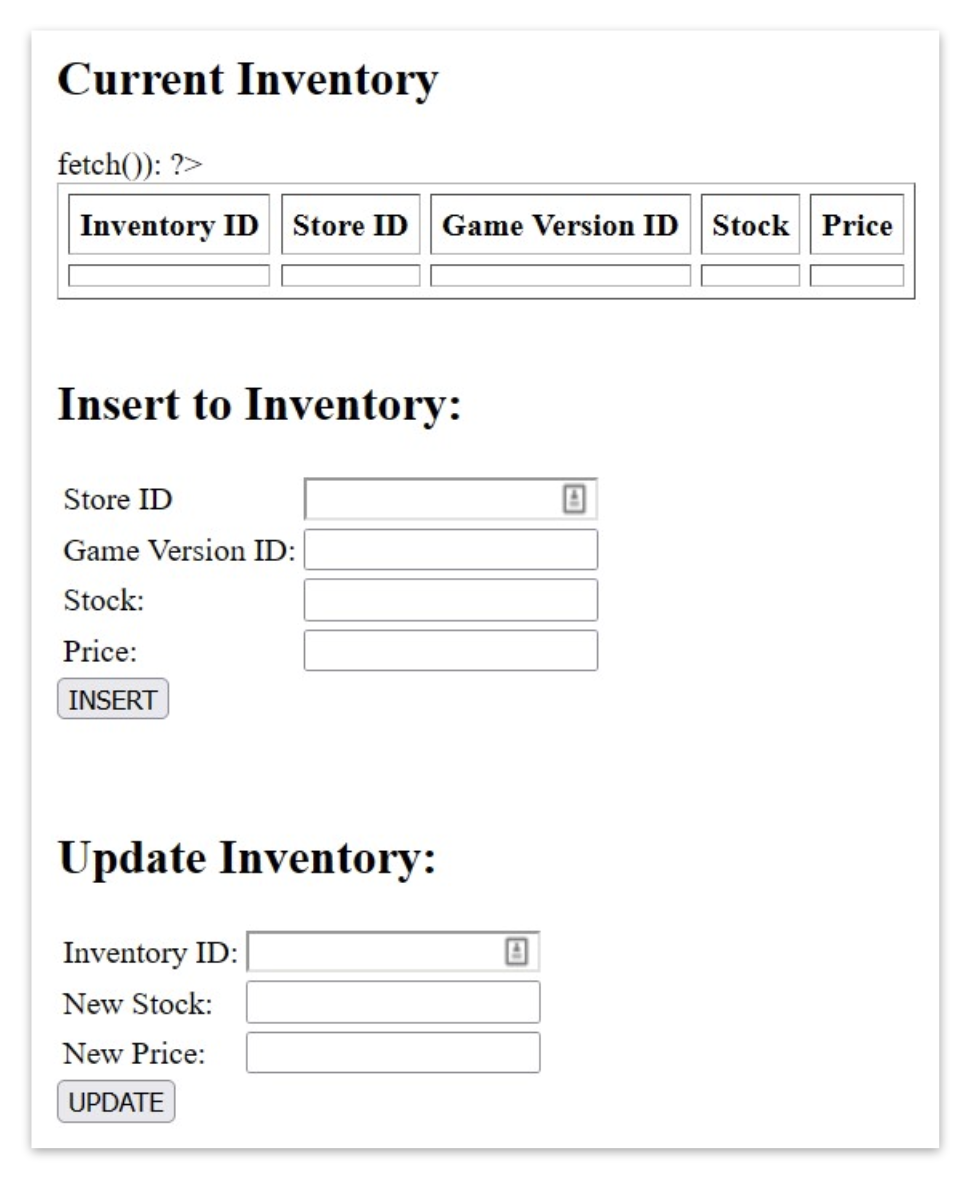 Current Inventory
fetch()): ?>
Inventory ID Store ID Game Version ID Stock Price
Insert to Inventory:
Store ID
Game Version ID:
Stock:
Price:
INSERT
Update Inventory:
Inventory ID:
New Stock:
New Price:
UPDATE